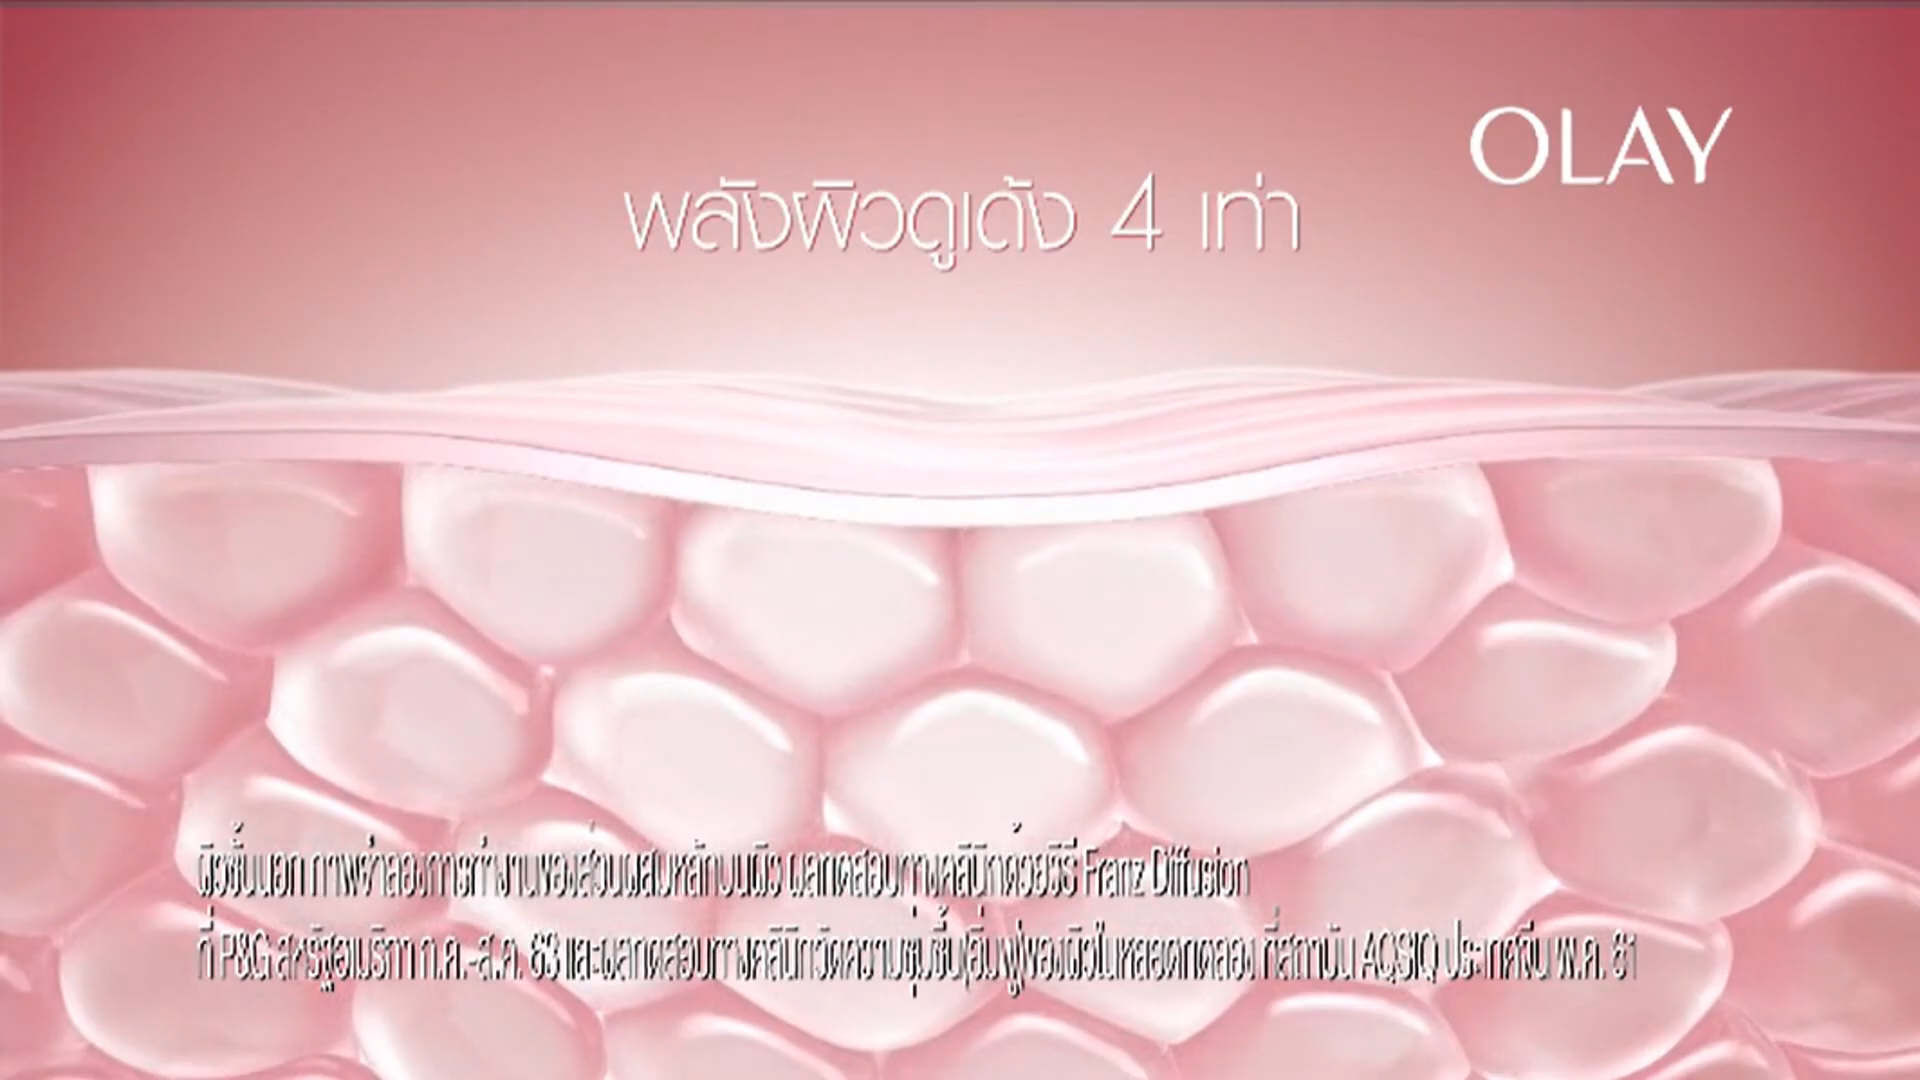 OLAY
พลังผิวดูเด้ง 4 เท่า
ผิวชั้นนอก ภาพจำลองการทำงานของส่วนผสมหลักบนผิว ผลทดสอบทางคลินิกด้วยวิธี Franz Diffusion
ที่ P&G สหรัฐอเมริกา ก.ค.-ส.ค. 63 และผลทดสอบทางคลินิกวัดความชุ่มชื้น(อิ่มฟู)ของผิวในหลอดทดลอง ที่สถาบัน AQSIQ ประเทศจีน พ.ค. 61